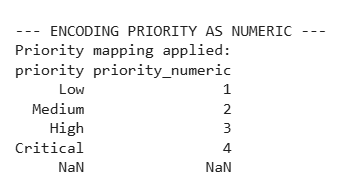 --- ENCODING PRIORITY AS NUMERIC ---
Priority mapping applied:
priority priority_numeric
Low 1
Medium 2
High 3
Critical 4
NaN NaN